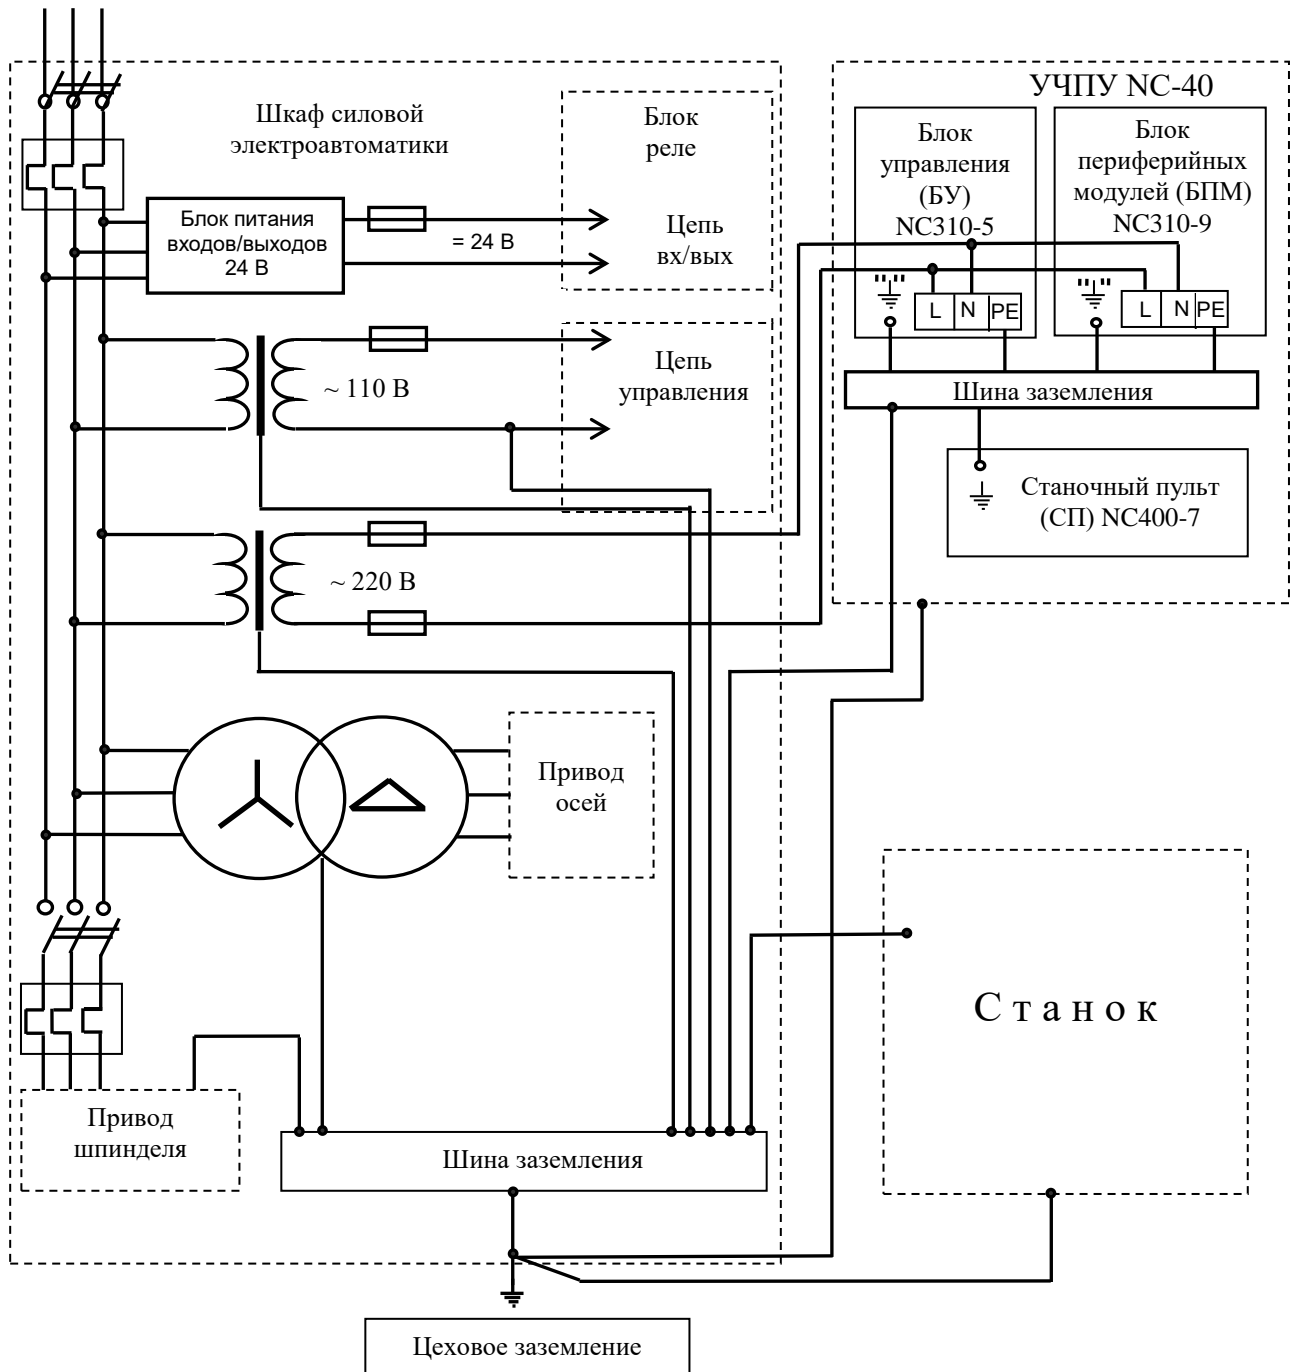 Шкаф силовой
электроавтоматики
Блок
реле
Блок питания
входов/выходов
24 В
= 24 В
Цепь
вх/вых
~ 110 В
Цепь
управления
~ 220 В
УЧПУ NC-40
Блок
управления
(БУ)
NC310-5
L N PE
Блок
периферийных
модулей (БПМ)
NC310-9
L N PE
Шина заземления
Станочный пульт
(СП) NC400-7
Привод
осей
Станок
Привод
шпинделя
Шина заземления
Цеховое заземление